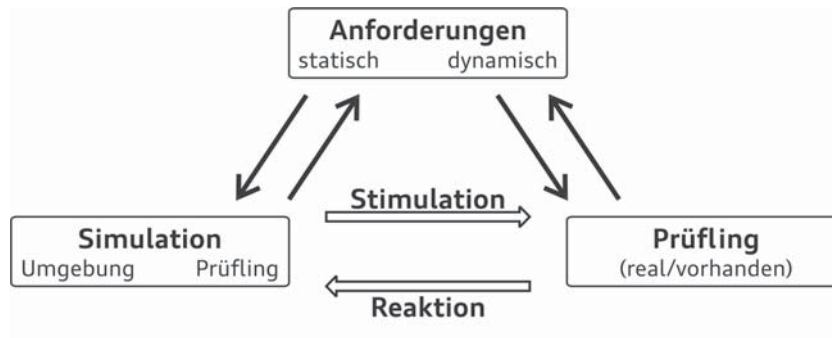 Anforderungen
statisch dynamisch
Stimulation
Simulation
Umgebung Prüfling
Prüfling
(real/vorhanden)
Reaktion